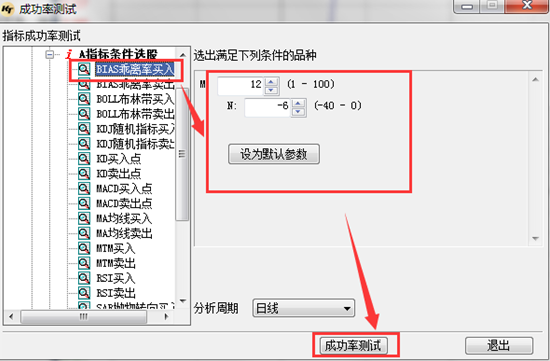 成功率测试
指标成功率测试
A指标条件选股
BIAS乖离率买入
BIAS乖离率卖出
BOLL布林带买入
BOLL布林带卖出
KDJ随机指标买入
KDJ随机指标卖出
KD买入点
KD卖出点
MACD买入点
MACD卖出点
MA均线买入
MA均线卖出
MTM买入
MTM卖出
RSI买入
RSI卖出
SAR抛物转向买入
选出满足下列条件的品种
M 12 (1 - 100)
N: -6 (-40 - 0)
设为默认参数
分析周期 日线
成功率测试 退出